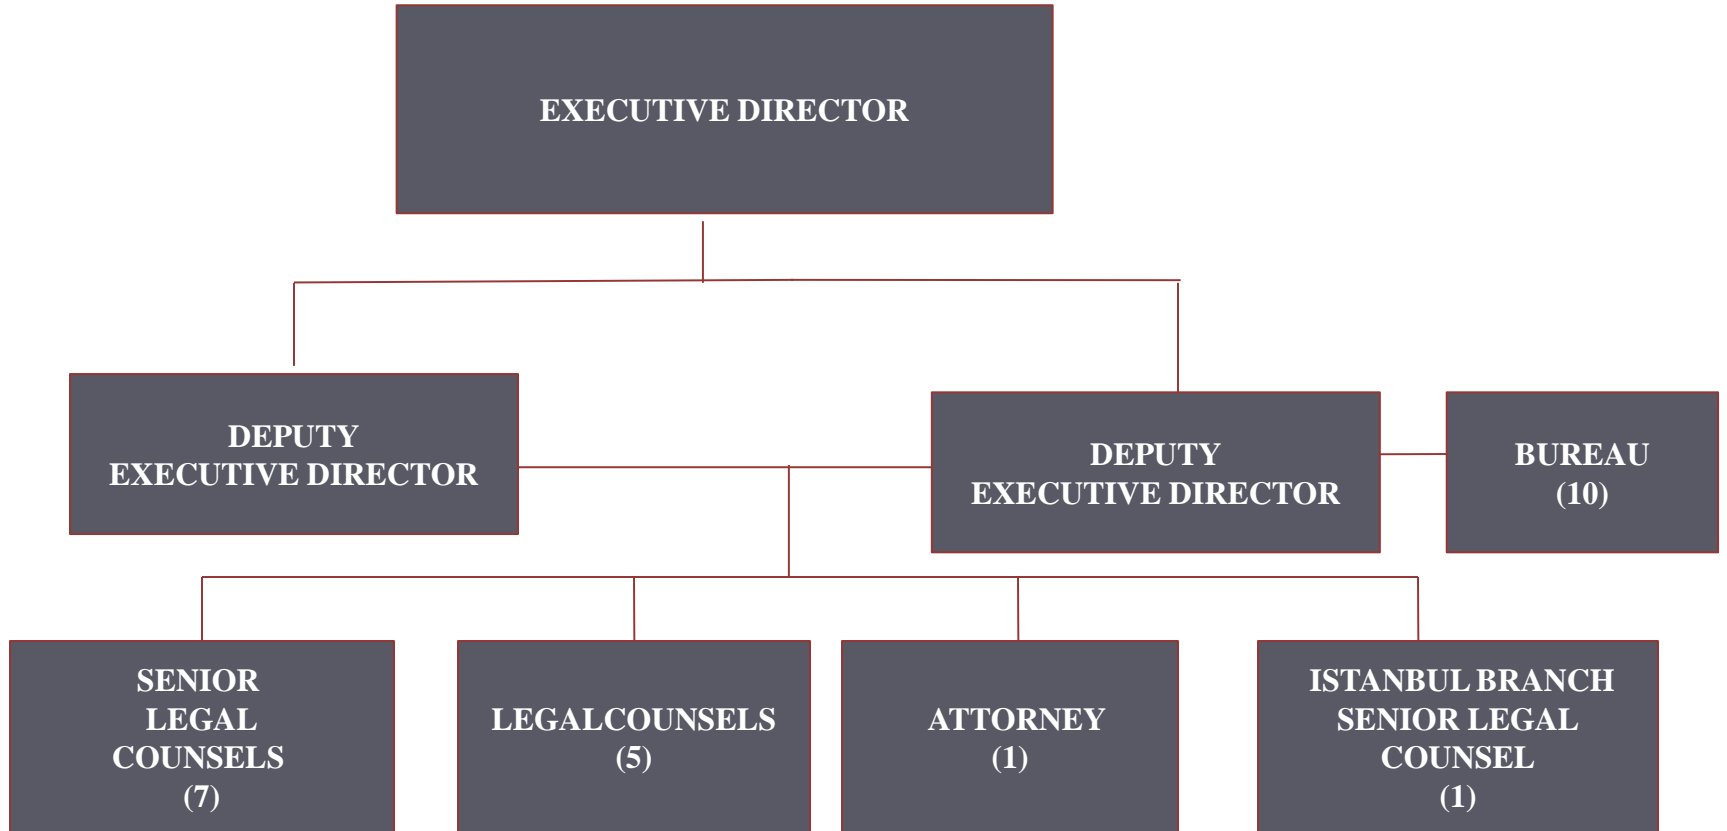 EXECUTIVE DIRECTOR
DEPUTY
EXECUTIVE DIRECTOR
DEPUTY
EXECUTIVE DIRECTOR
BUREAU
(10)
SENIOR
LEGAL
COUNSELS
(7)
LEGALCOUNSELS
(5)
ATTORNEY
(1)
ISTANBUL BRANCH
SENIOR LEGAL
COUNSEL
(1)